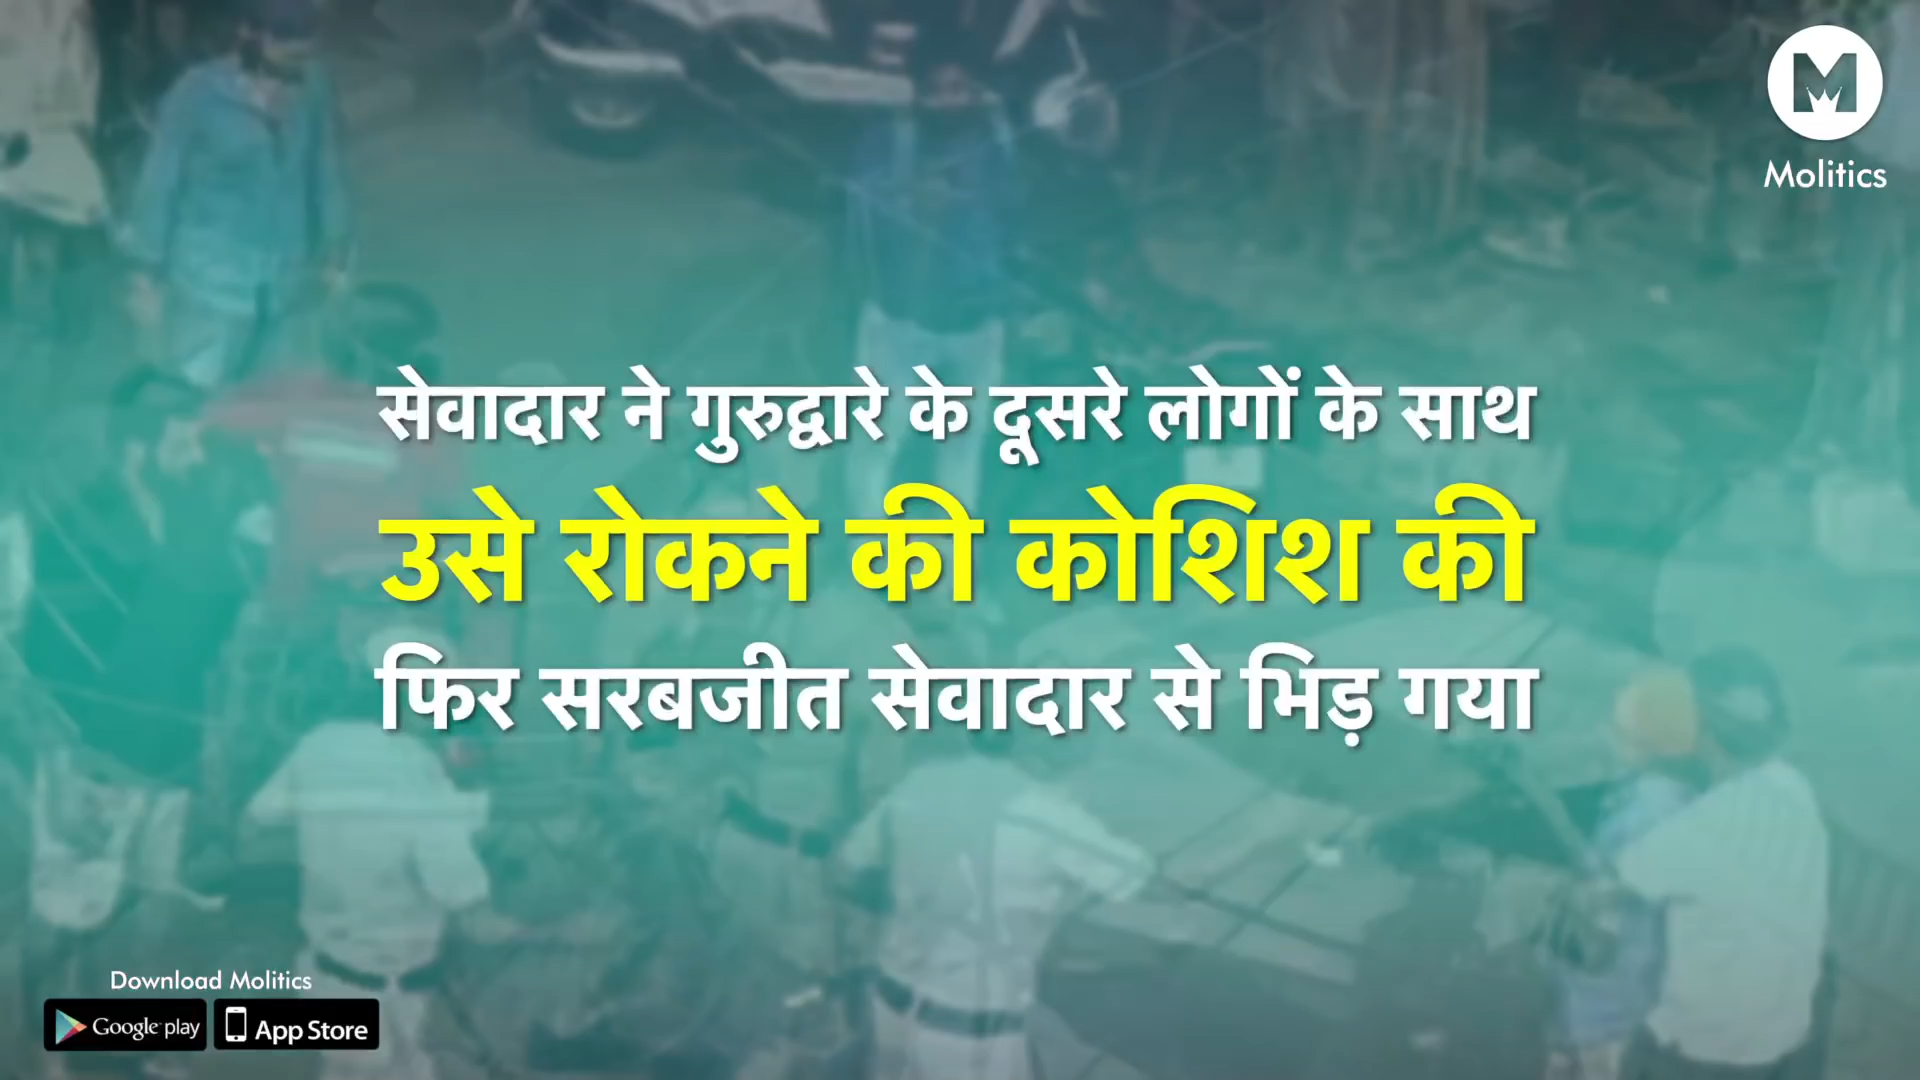 Molitics
सेवादार ने गुरुद्वारे के दूसरे लोगों के साथ
उसे रोकने की कोशिश की
फिर सरबजीत सेवादार से भिड़ गया
Download Molitics
Google play
App Store